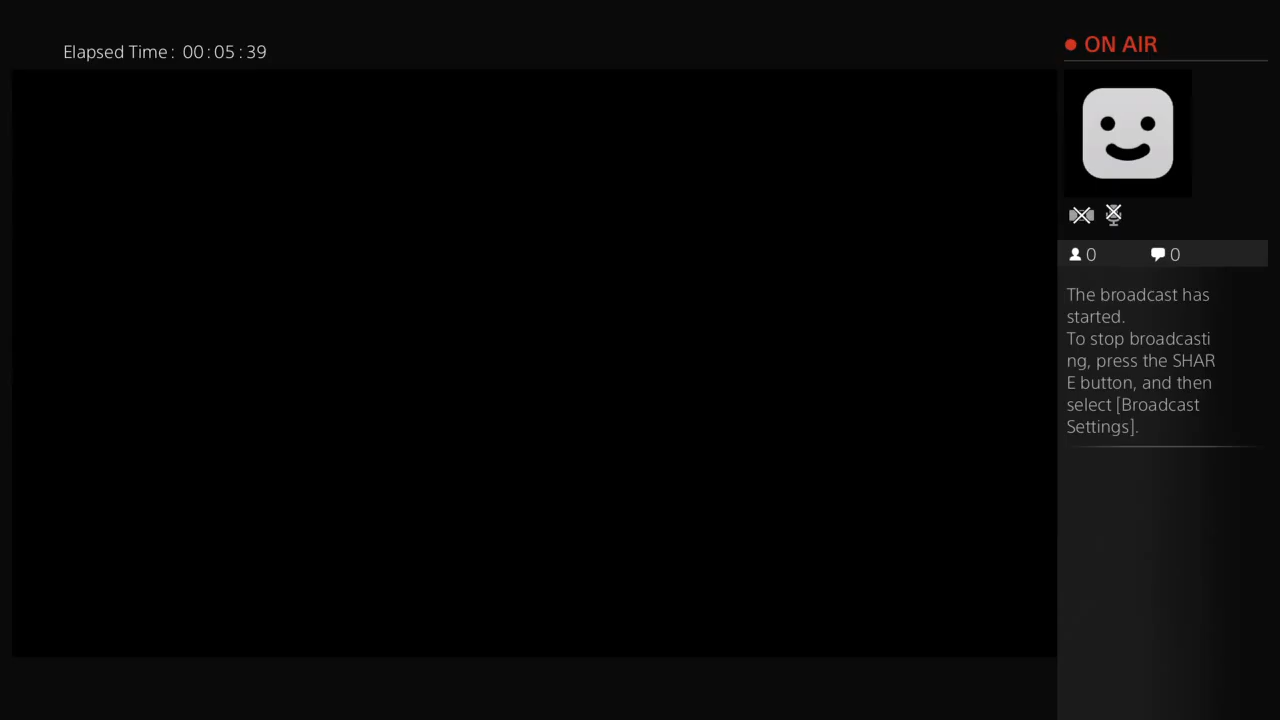 Elapsed Time: 00:05:39
ON AIR
0 0
The broadcast has
started.
To stop broadcasti
ng, press the SHAR
E button, and then
select [Broadcast
Settings].